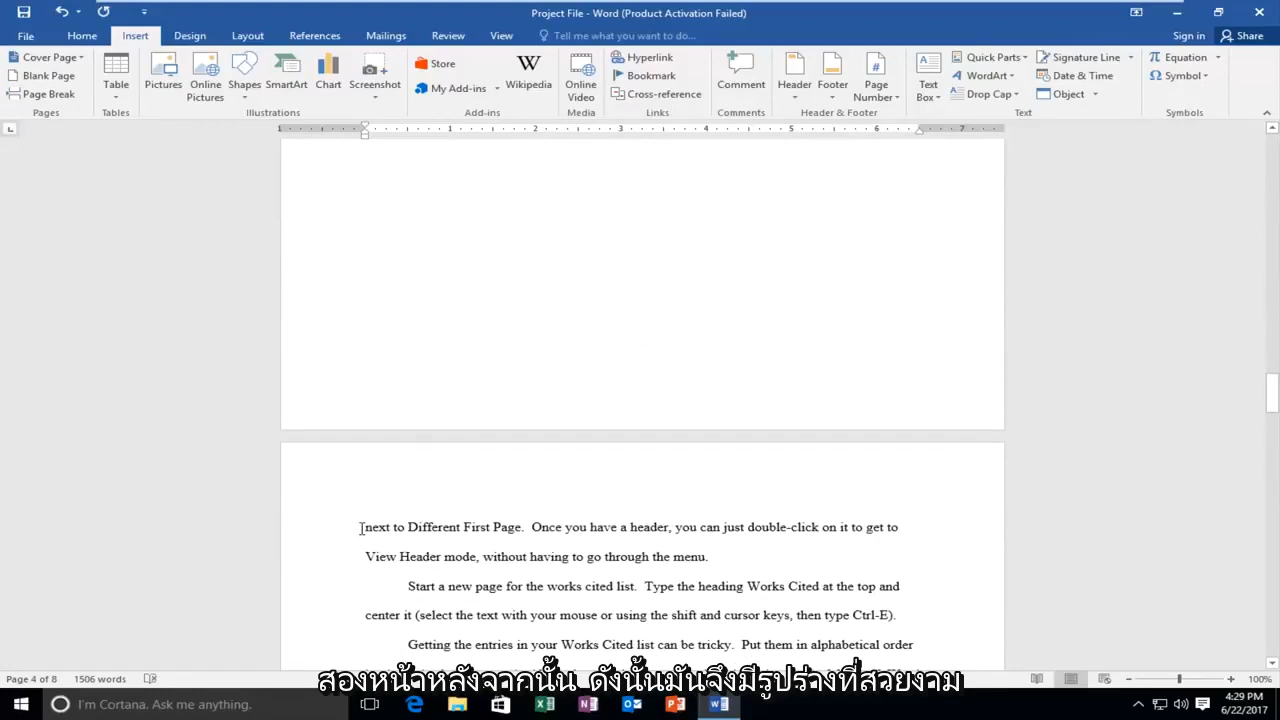 Project File - Word (Product Activation Failed)
File Home Insert Design Layout References Mailings Review View Tell me what you want to do... Sign in Share
Cover Page
Blank Page
Page Break
Pages
Table
Tables
Pictures
Online Pictures
Shapes
SmartArt
Chart
Screenshot
Illustrations
Store
My Add-ins
W
Wikipedia
Add-ins
Online Video
Media
Hyperlink
Bookmark
Cross-reference
Links
Comment
Comments
Header
Footer
#
Page Number
Header & Footer
A
Text Box
Quick Parts
WordArt
Drop Cap
Signature Line
Date & Time
Object
Text
Equation
Symbol
Symbols
1 1 2 3 4 5 6 7
next to Different First Page. Once you have a header, you can just double-click on it to get to
View Header mode, without having to go through the menu.
Start a new page for the works cited list. Type the heading Works Cited at the top and
center it (select the text with your mouse or using the shift and cursor keys, then type Ctrl-E).
Getting the entries in your Works Cited list can be tricky. Put them in alphabetical order
สองหน้าหลังจากนั้น ดังนั้นมันจึงมีรูปร่างที่สวยงาม
Page 4 of 8 1506 words 100%
I'm Cortana. Ask me anything.
4:29 PM
6/22/2017